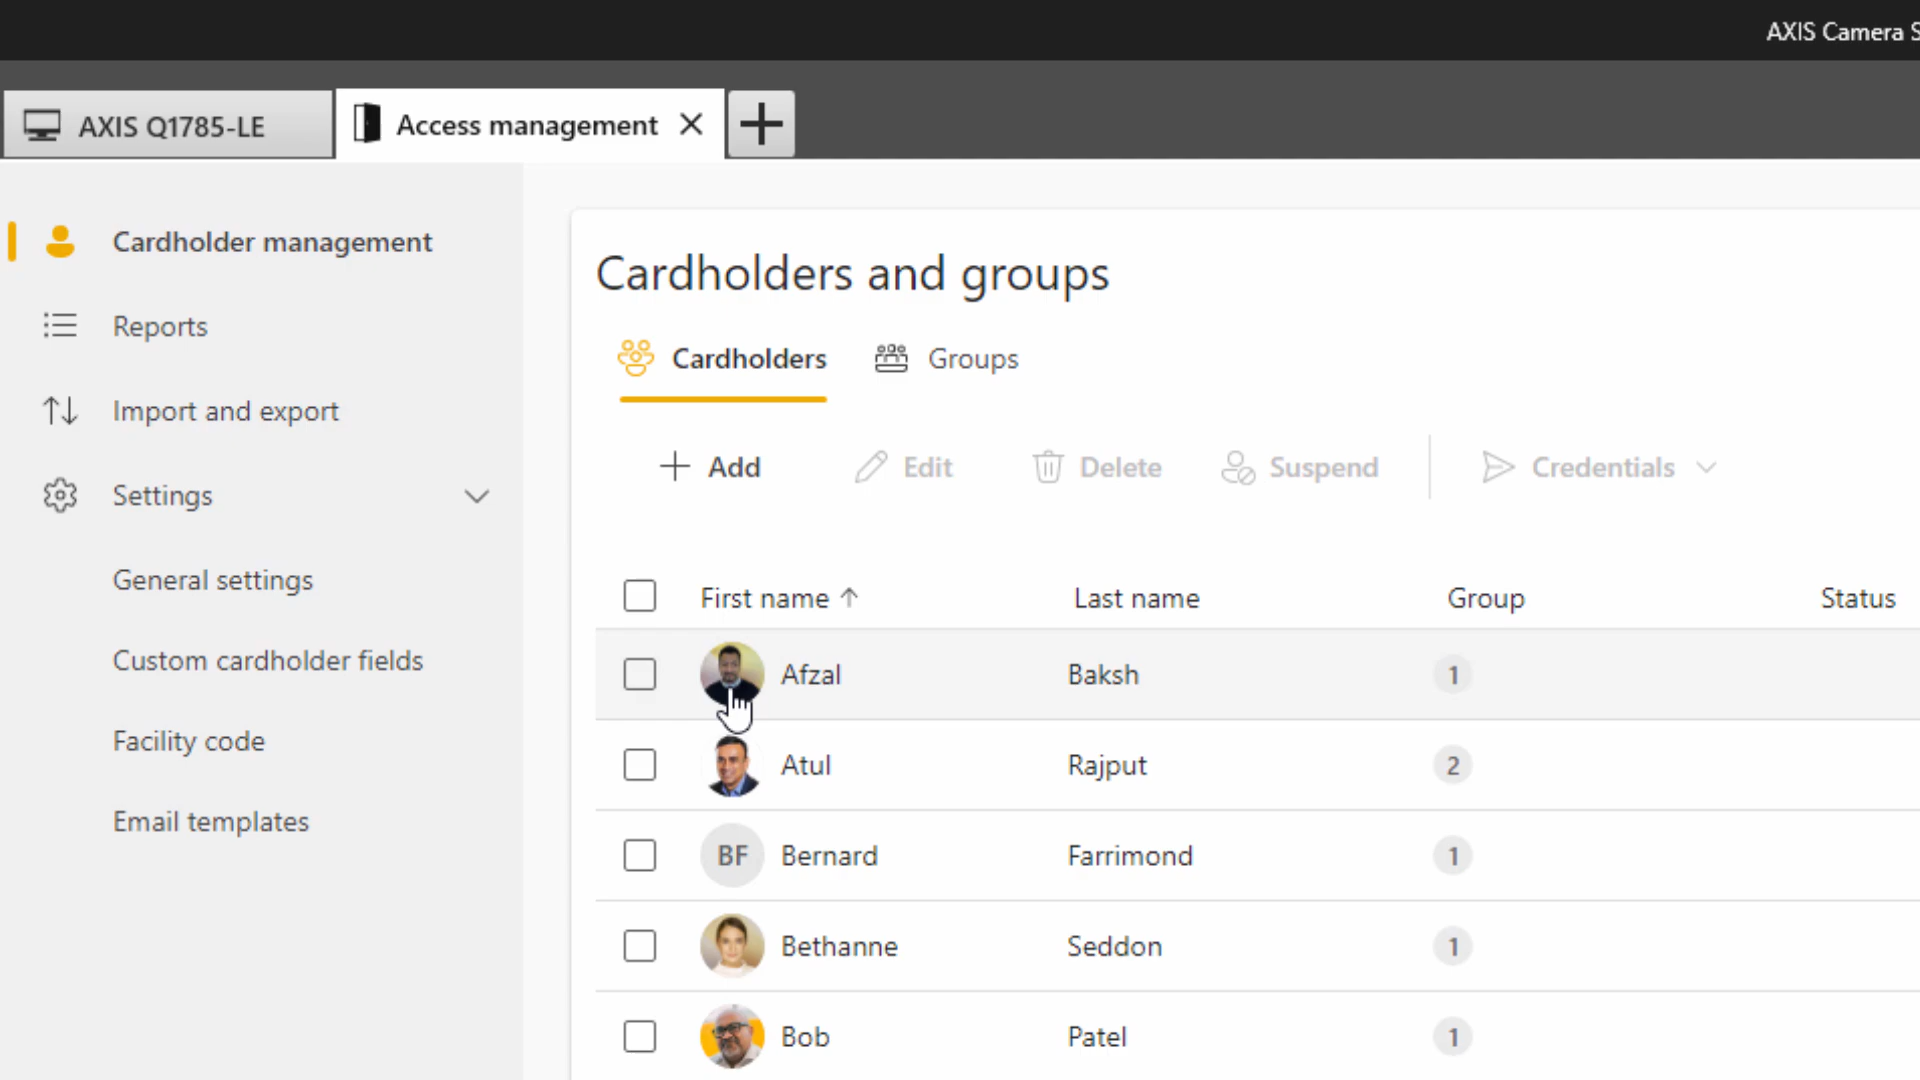 AXIS Camera S
AXIS Q1785-LE
Access management
Cardholder management
Reports
Import and export
Settings
General settings
Custom cardholder fields
Facility code
Email templates
Cardholders and groups
Cardholders Groups
Add Edit Delete Suspend Credentials
First name Last name Group Status
Afzal Baksh 1
Atul Rajput 2
BF Bernard Farrimond 1
Bethanne Seddon 1
Bob Patel 1